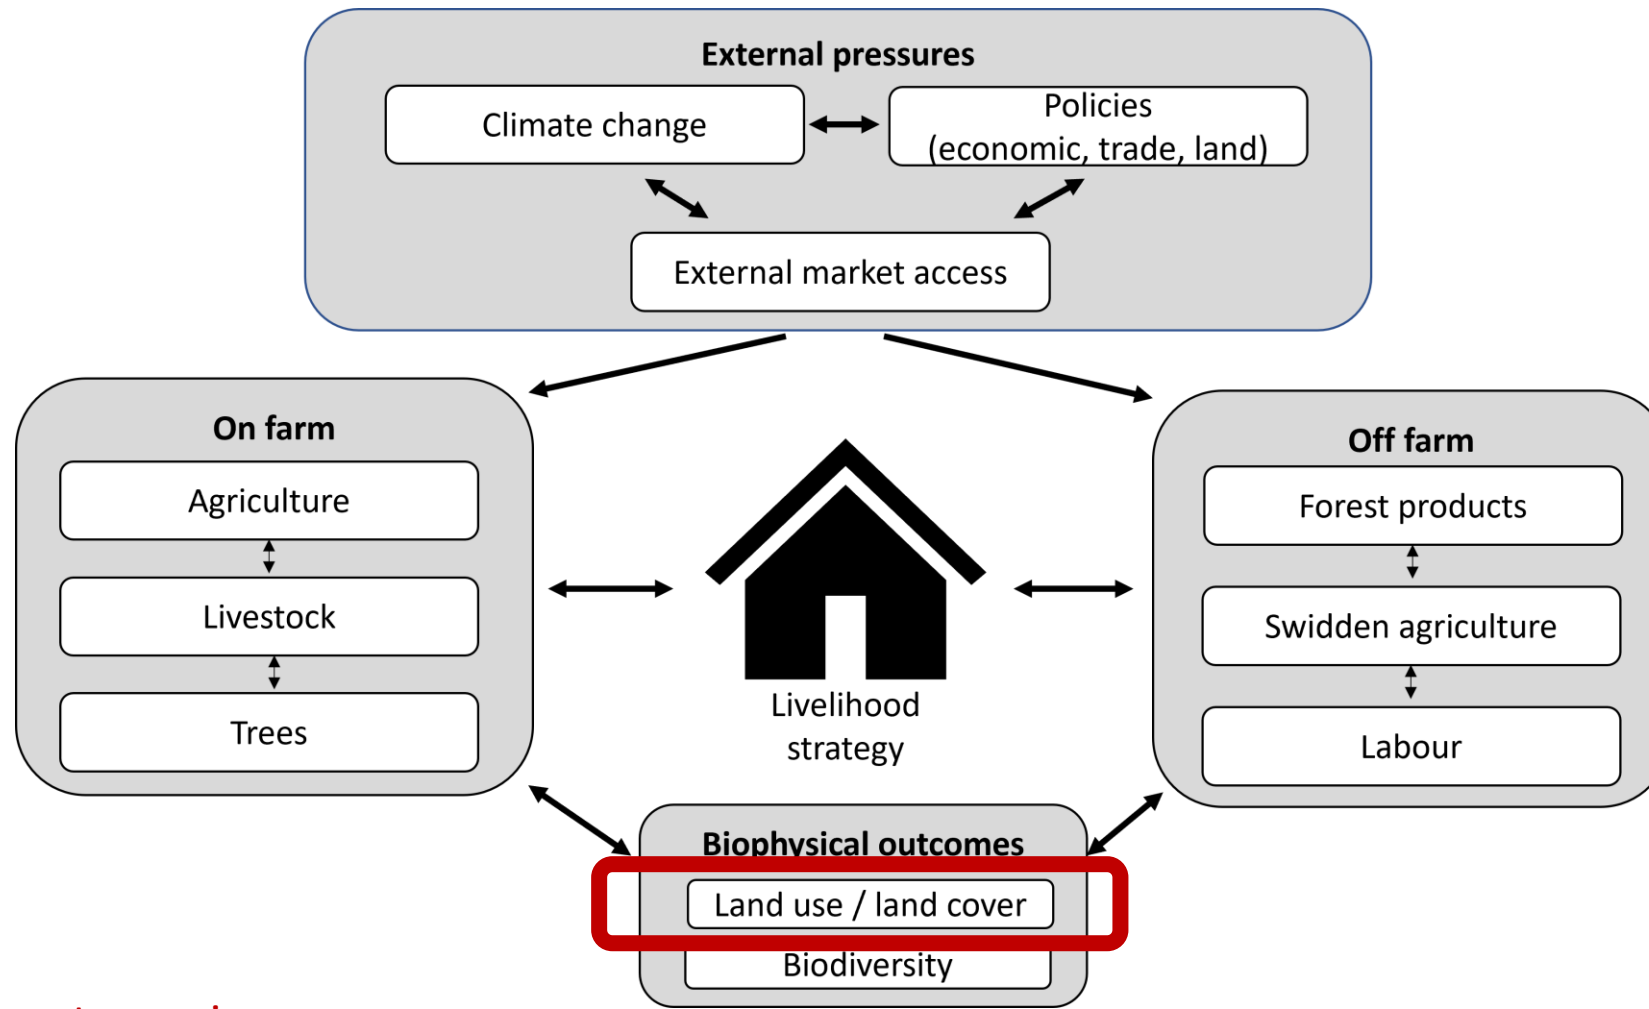 External pressures
Climate change
Policies
(economic, trade, land)
External market access
On farm
Agriculture
Livestock
Trees
Livelihood
strategy
Off farm
Forest products
Swidden agriculture
Labour
Biophysical outcomes
Land use / land cover
Biodiversity